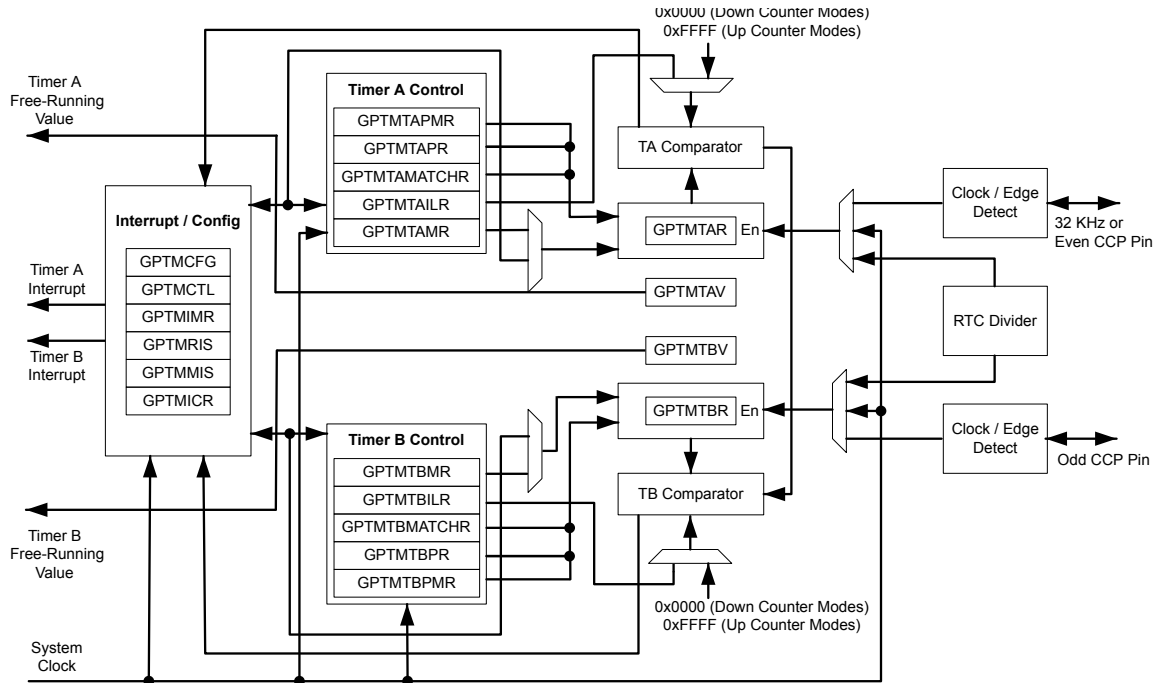 0x0000 (Down Counter Modes)
0xFFFF (Up Counter Modes)
Timer A
Free-Running
Value
Timer A Control
GPTMTAPMR
GPTMTAPR
GPTMTAMATCHR
GPTMTAILR
GPTMTAMR
TA Comparator
GPTMTAR
En
Clock / Edge
Detect
32 KHz or
Even CCP Pin
Interrupt / Config
GPTMCFG
GPTMCTL
GPTMIMR
GPTMRIS
GPTMMIS
GPTMICR
Timer A
Interrupt
Timer B
Interrupt
GPTMTAV
GPTMTBV
RTC Divider
GPTMTBR
En
Clock / Edge
Detect
Odd CCP Pin
Timer B Control
GPTMTBMR
GPTMTBILR
GPTMTBMATCHR
GPTMTBPR
GPTMTBPMR
TB Comparator
Timer B
Free-Running
Value
0x0000 (Down Counter Modes)
0xFFFF (Up Counter Modes)
System
Clock